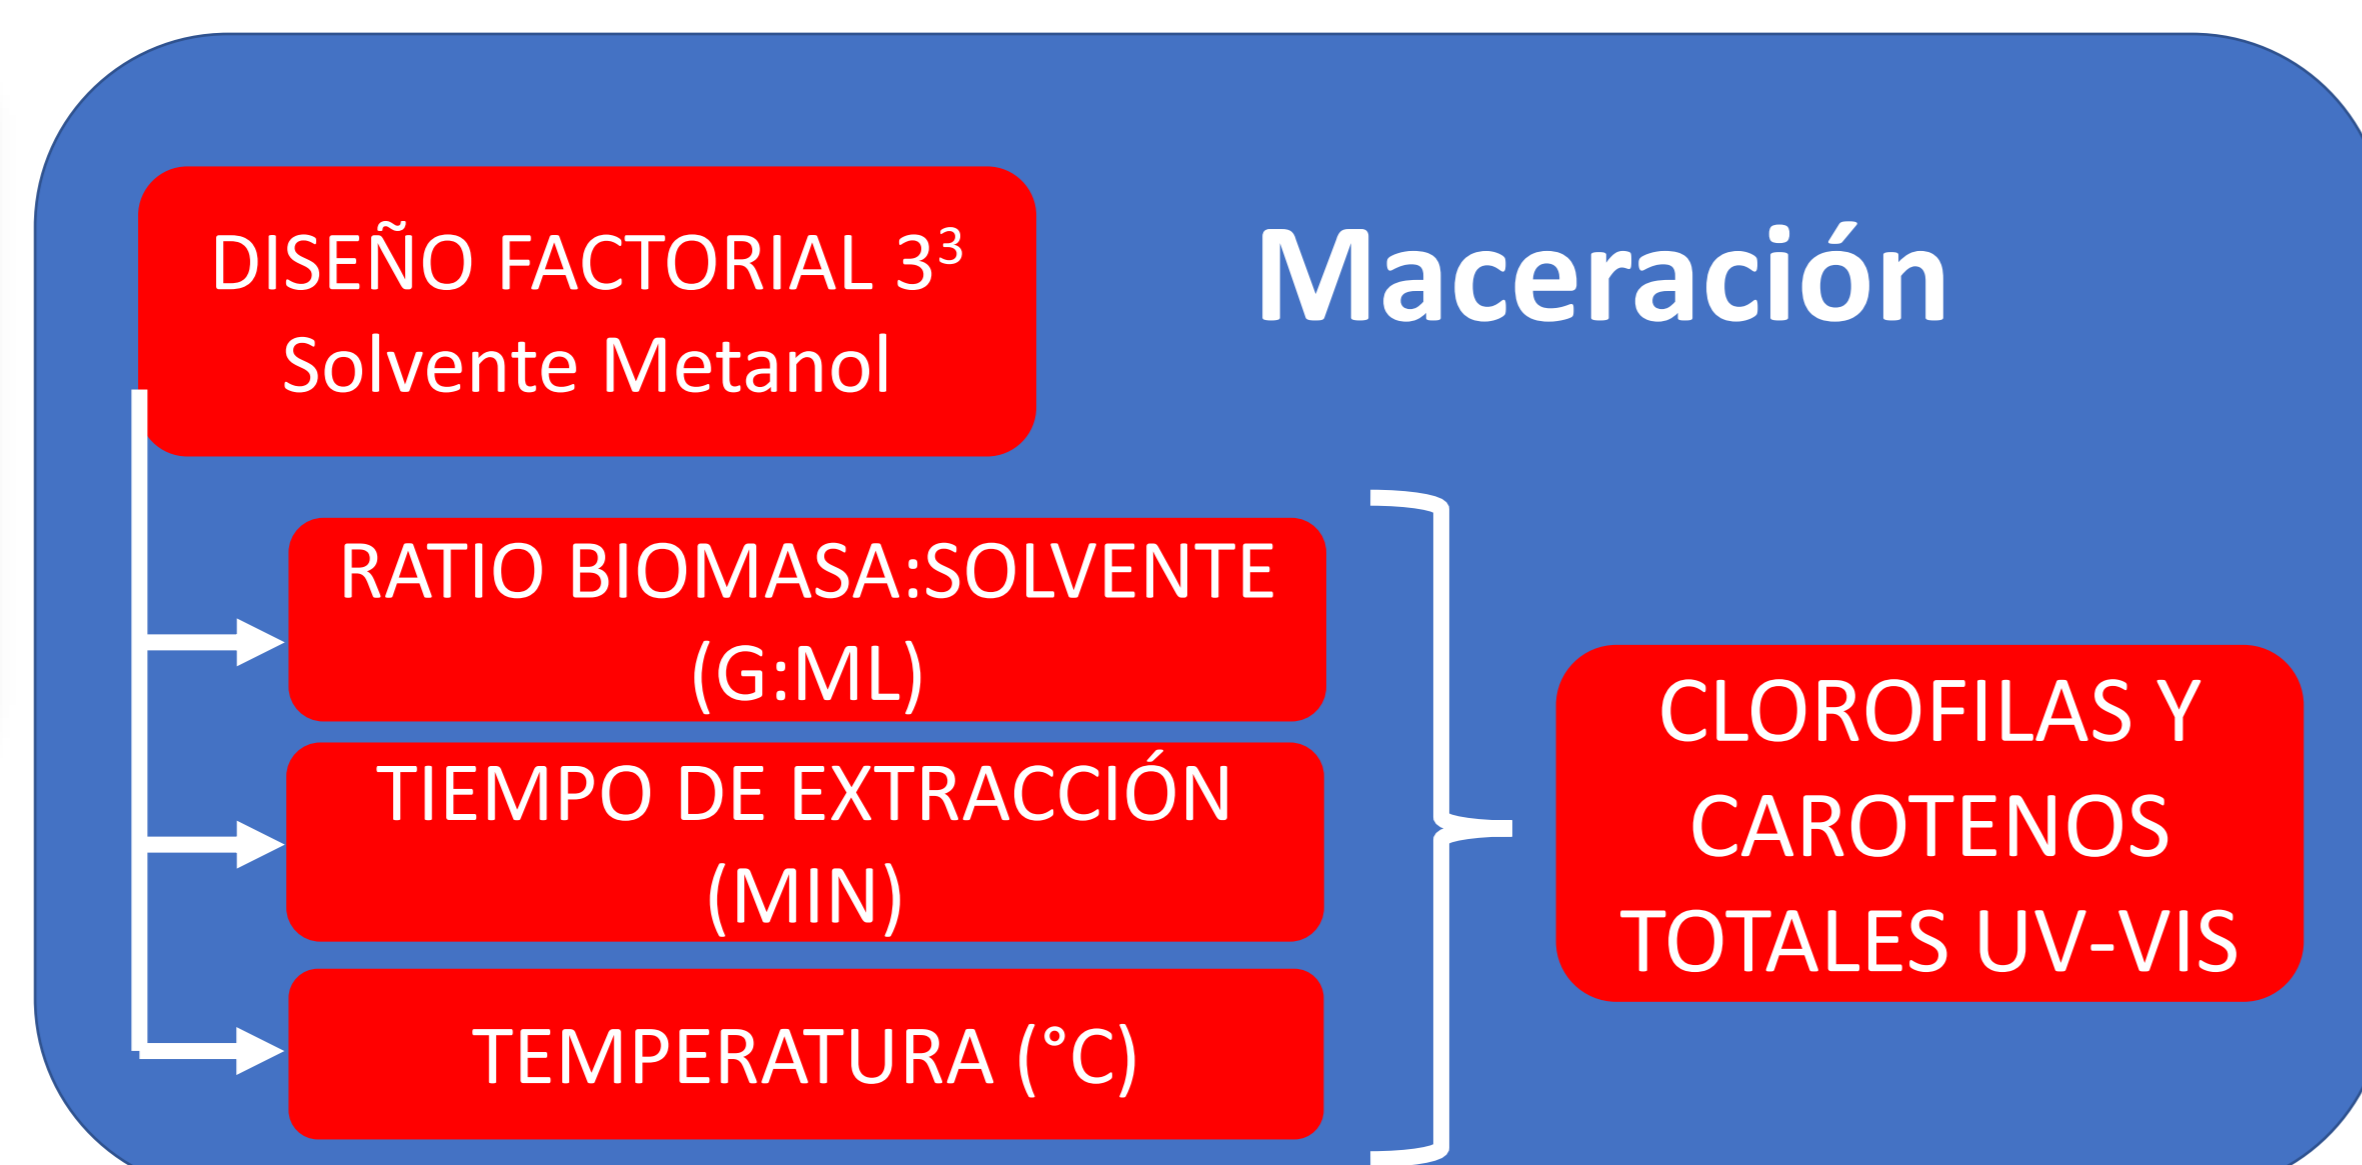 DISEÑO FACTORIAL 3³
Solvente Metanol
Maceración
RATIO BIOMASA:SOLVENTE
(G:ML)
TIEMPO DE EXTRACCIÓN
(MIN)
TEMPERATURA (°C)
CLOROFILAS Y
CAROTENOS
TOTALES UV-VIS